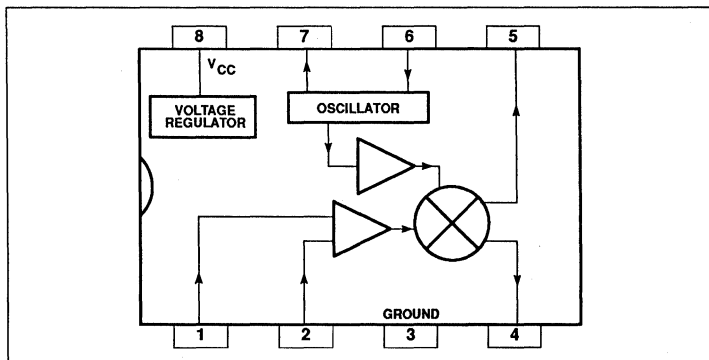 8 7 6 5
VCC
VOLTAGE
REGULATOR
OSCILLATOR
GROUND
1 2 3 4